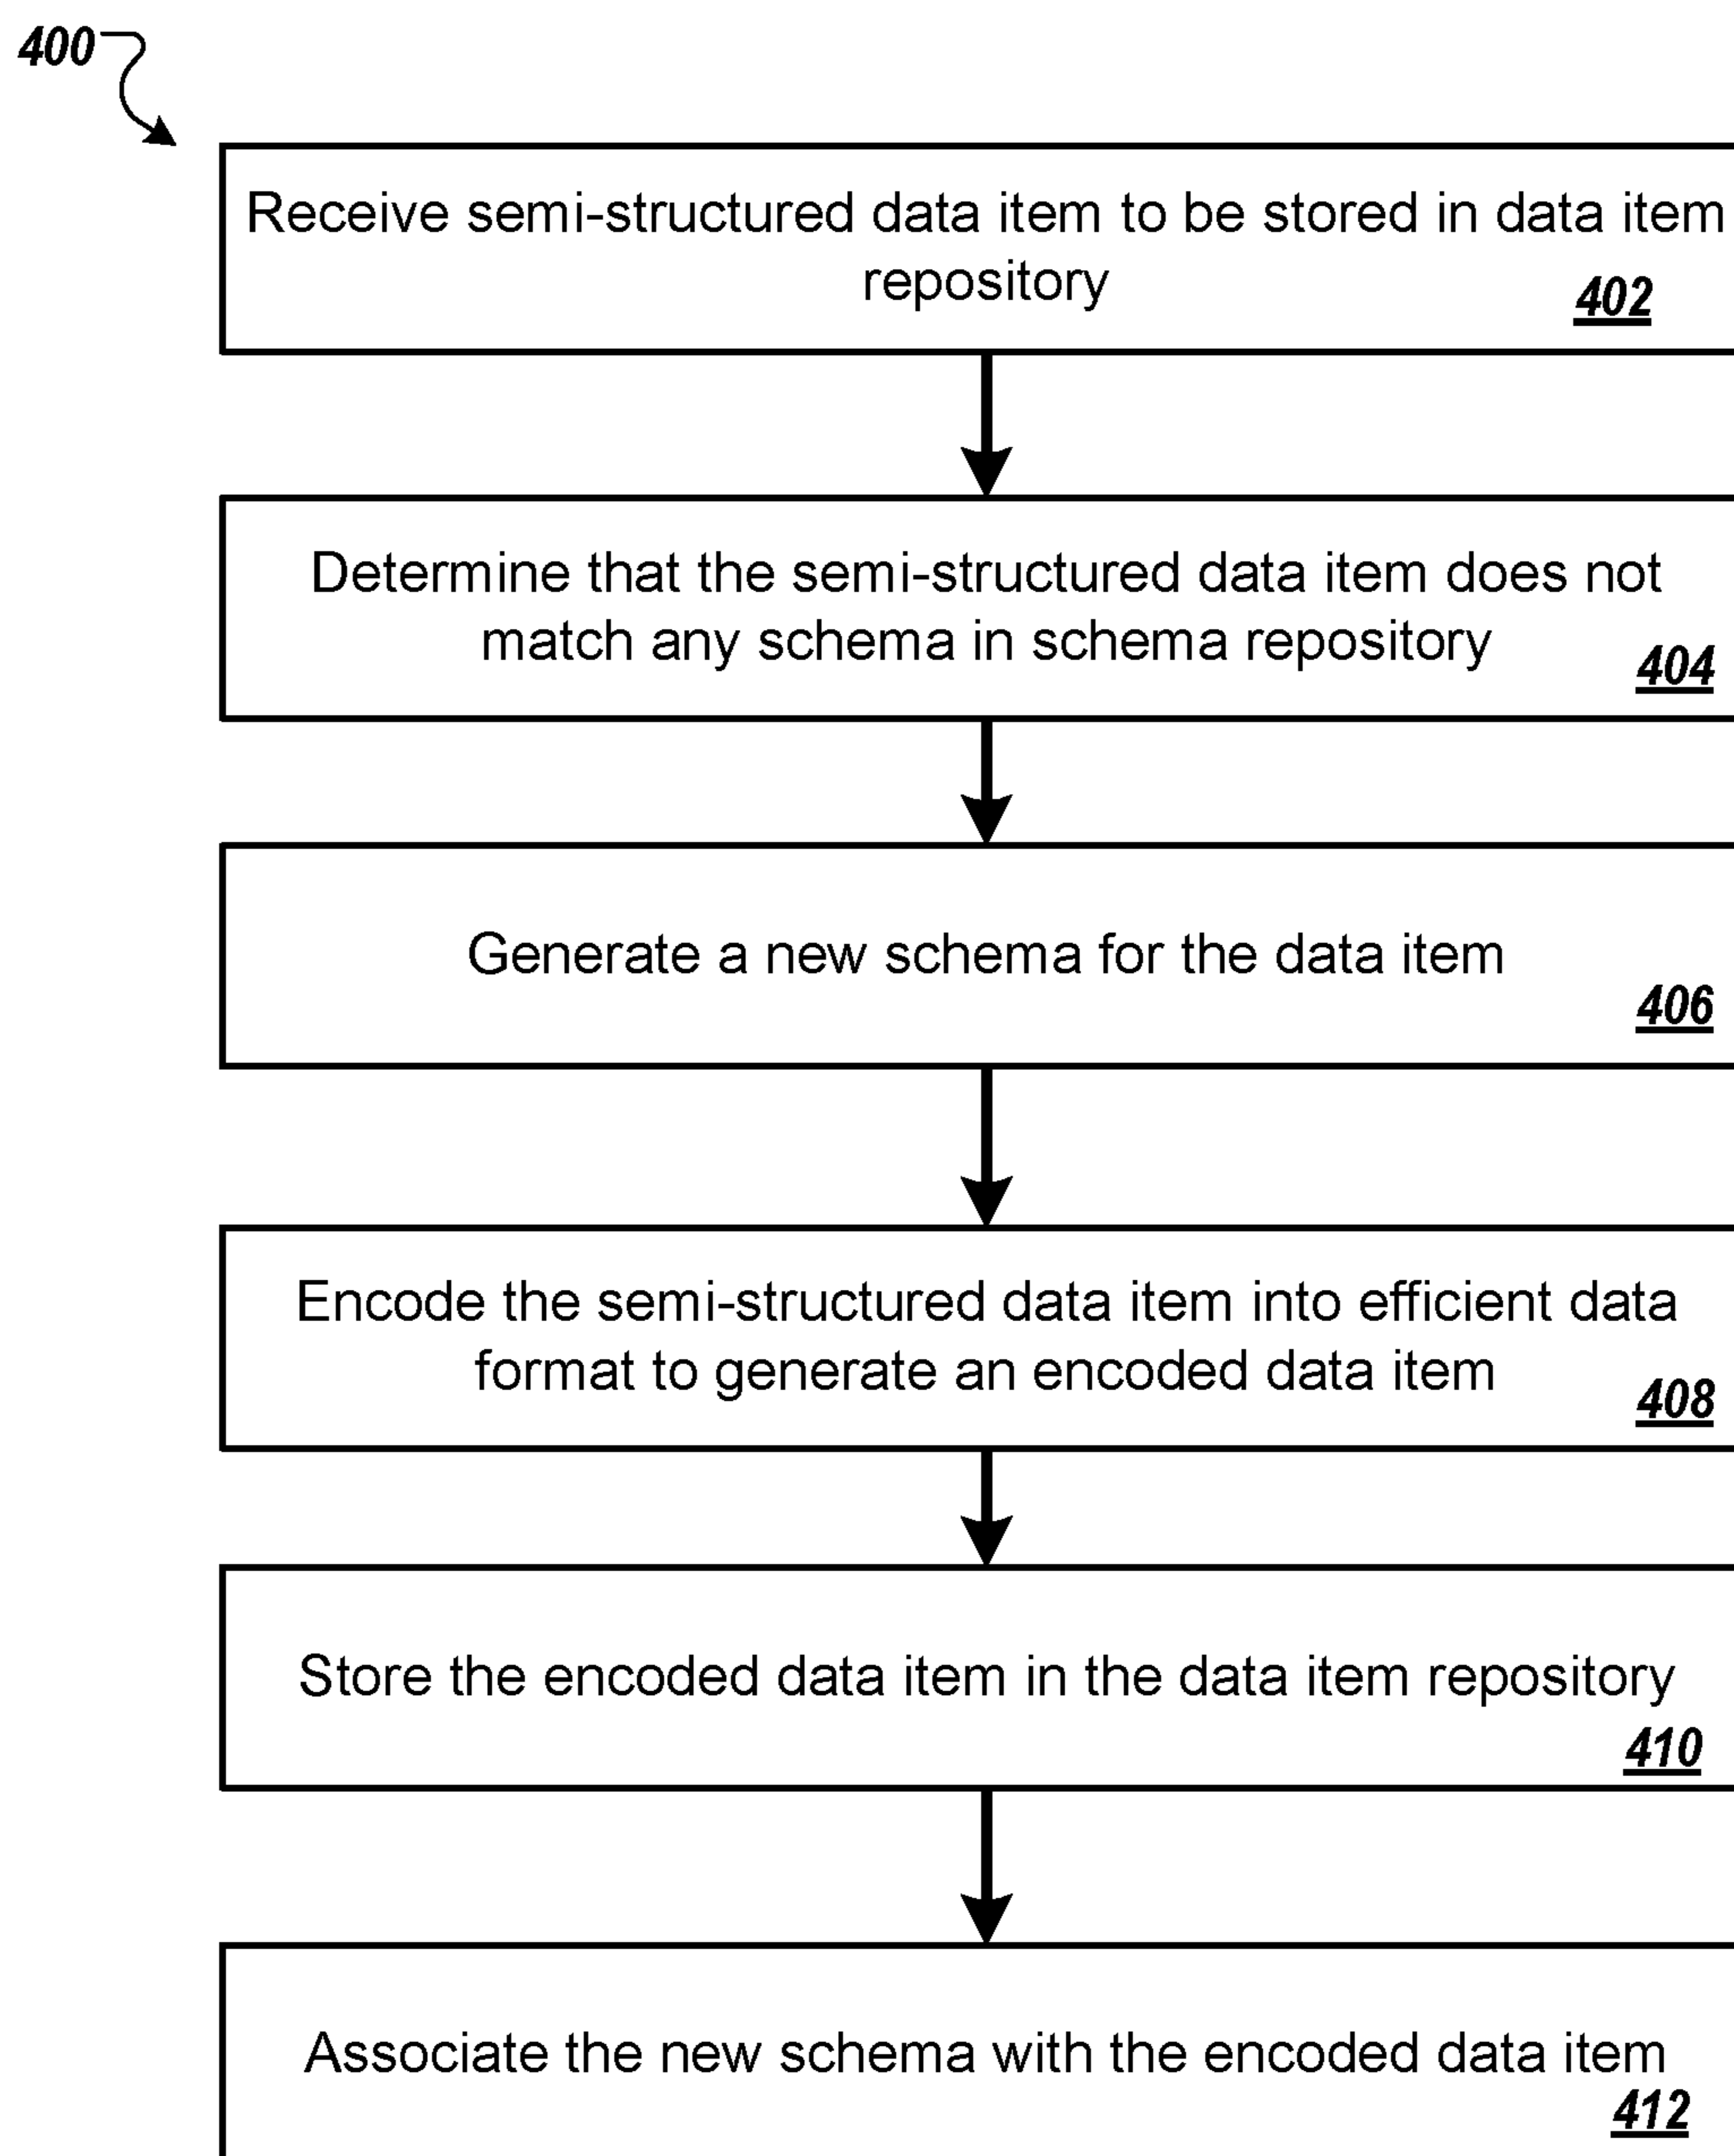 400
Receive semi-structured data item to be stored in data item
repository
402
Determine that the semi-structured data item does not
match any schema in schema repository
404
Generate a new schema for the data item
406
Encode the semi-structured data item into efficient data
format to generate an encoded data item
408
Store the encoded data item in the data item repository
410
Associate the new schema with the encoded data item
412